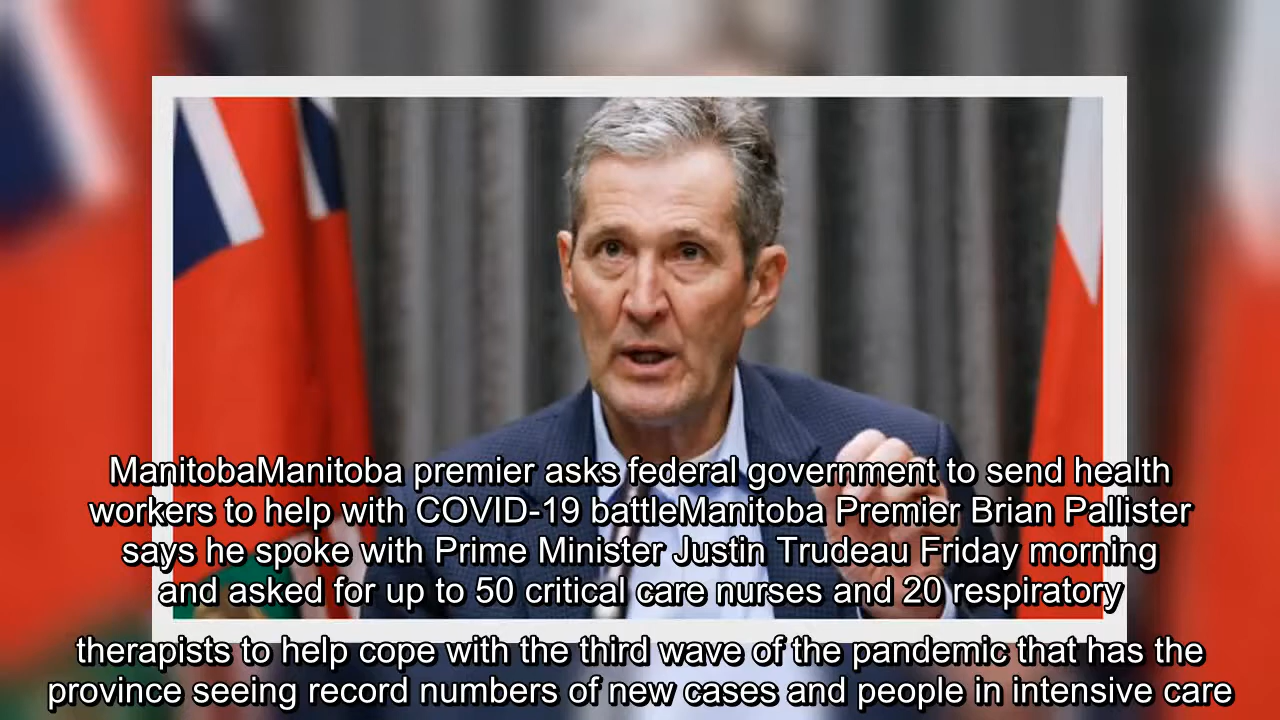 ManitobaManitoba premier asks federal government to send health
workers to help with COVID-19 battleManitoba Premier Brian Pallister
says he spoke with Prime Minister Justin Trudeau Friday morning
and asked for up to 50 critical care nurses and 20 respiratory
therapists to help cope with the third wave of the pandemic that has the
province seeing record numbers of new cases and people in intensive care